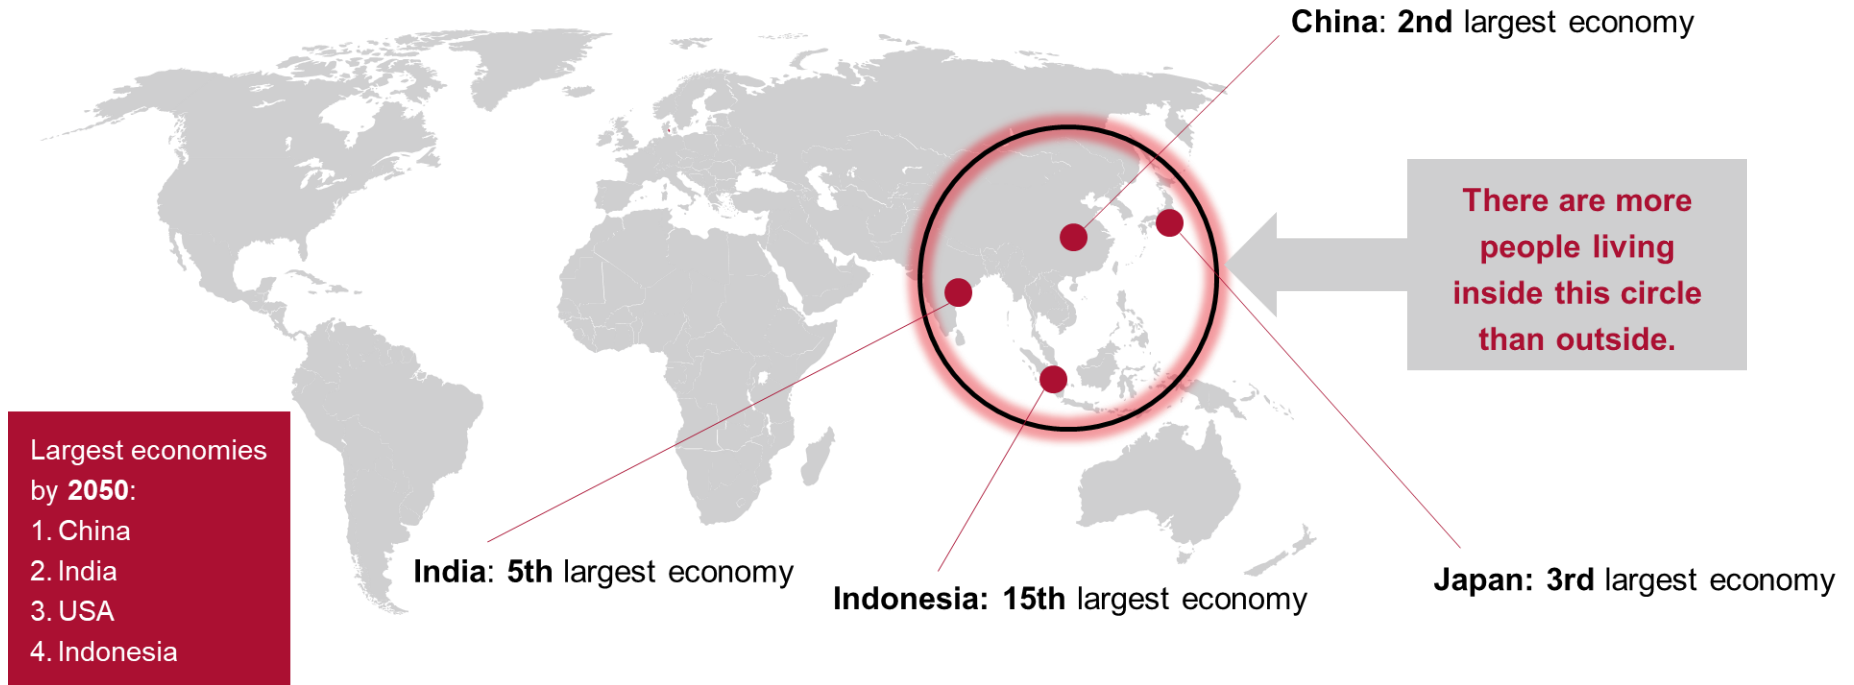 China: 2nd largest economy
There are more
people living
inside this circle
than outside.
Largest economies
by 2050:
1. China
2. India
3. USA
4. Indonesia
India: 5th largest economy
Indonesia: 15th largest economy
Japan: 3rd largest economy